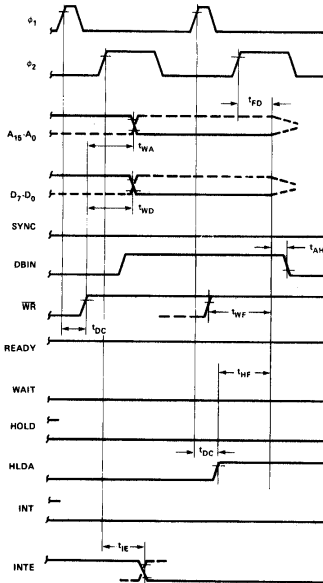 ϕ1
ϕ2
tFD
A15-A0
tWA
D7-D0
tWD
SYNC
tAH
DBIN
WR
tDC
tWF
READY
tHF
WAIT
HOLD
tDC
HLDA
INT
tIE
INTE